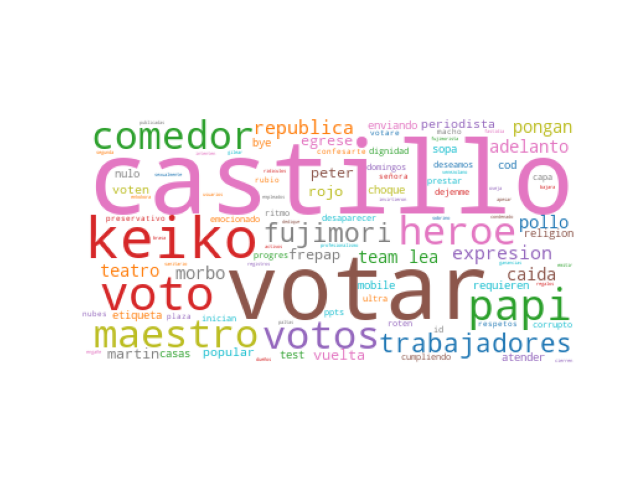 publicadas
comedor republica enviando periodista pongan
bye egrese votare macho adelanto
castillo
confesarte dignidad sopa
nulo peter domingos deseamos cod capa
voten rubio rojo choque prestar dejenme señora
preservativo emocionado ritmo desaparecer pollo
keiko fujimori heroe religion
progres frepap team lea expresion
teatro morbo votar caida
voto mobile requieren papi
nubes etiqueta plaza ultra
inician ppts roten id respetos corrupto
maestro votos trabajadores
martin casas popular test vuelta cumpliendo atender